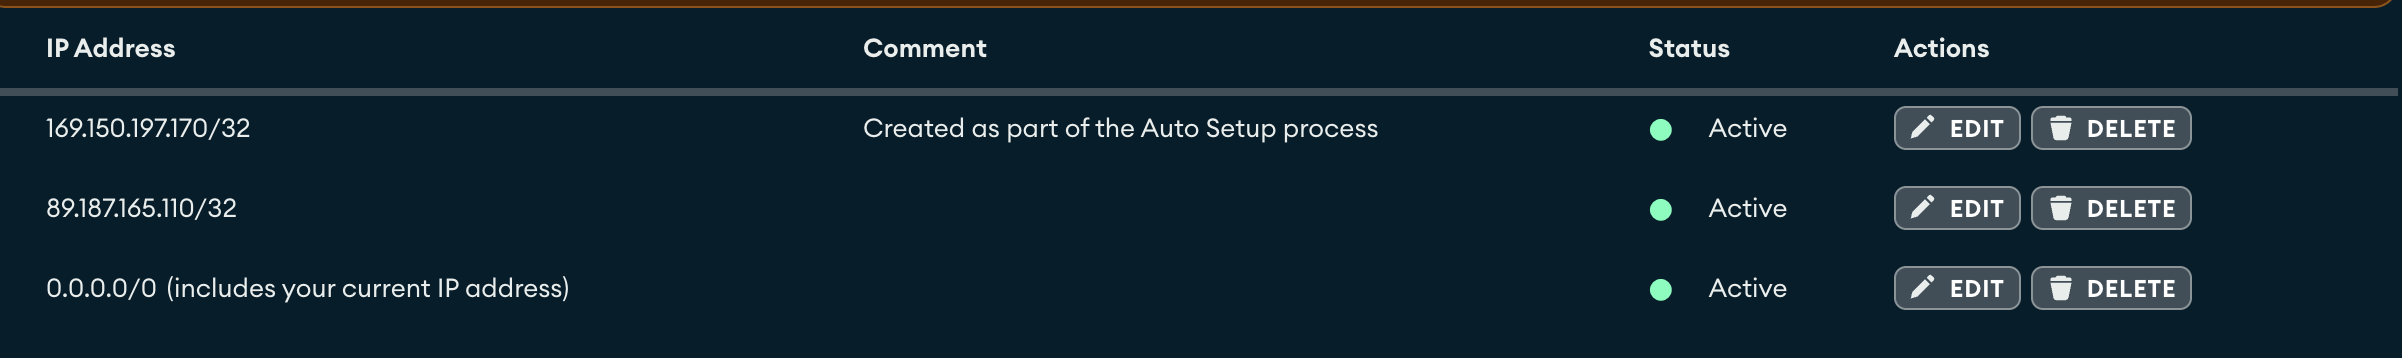 IP Address Comment Status Actions
169.150.197.170/32 Created as part of the Auto Setup process Active EDIT DELETE
89.187.165.110/32 Active EDIT DELETE
0.0.0.0/0 (includes your current IP address) Active EDIT DELETE